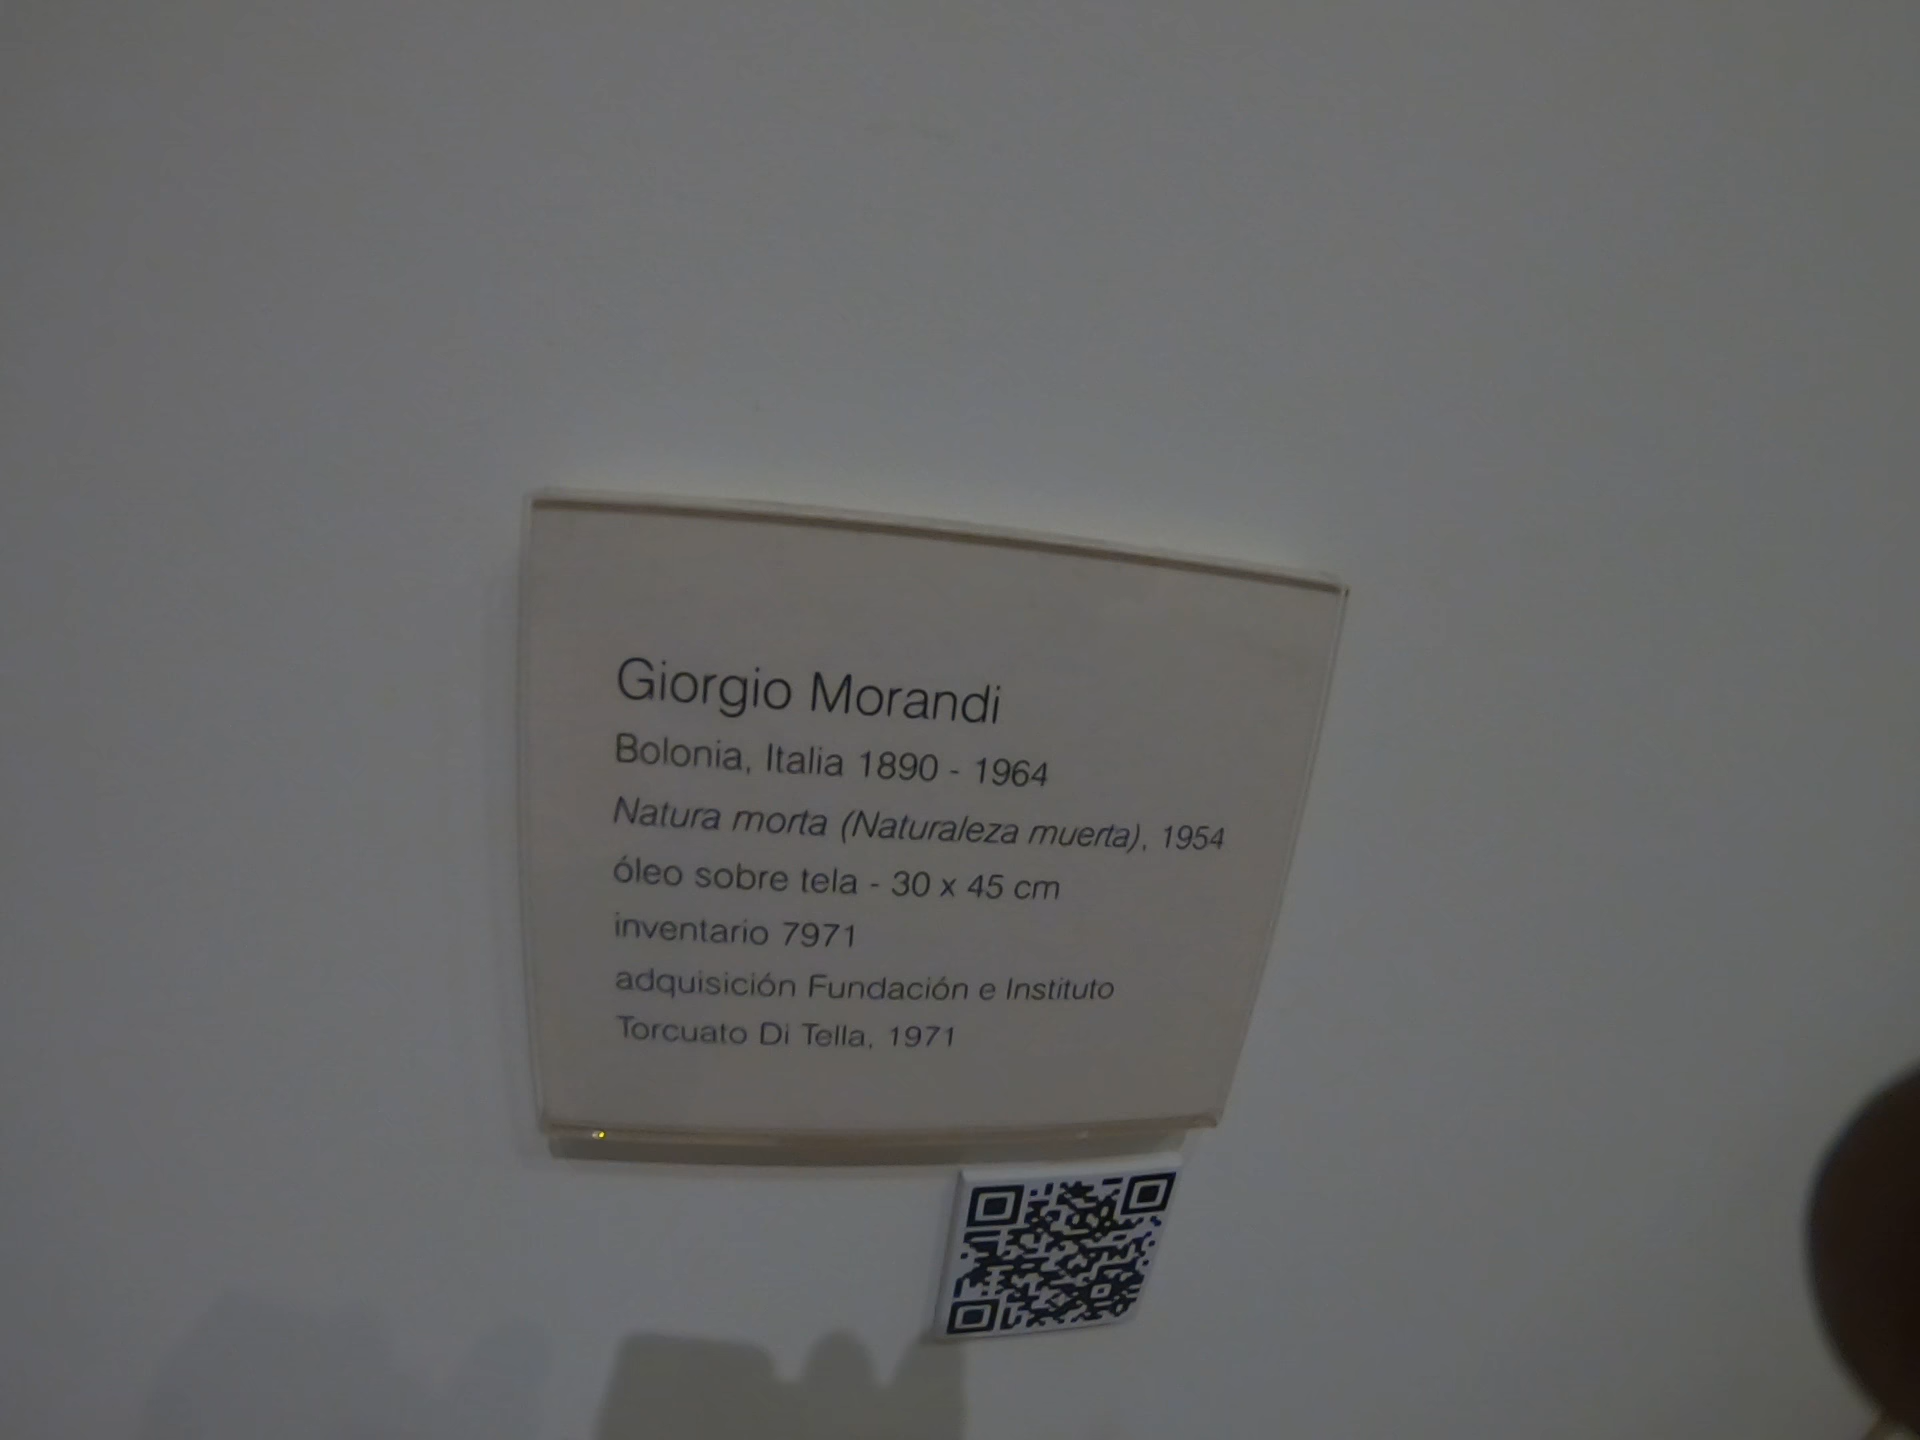 Giorgio Morandi
Bolonia, Italia 1890 - 1964
Natura morta (Naturaleza muerta), 1954
óleo sobre tela - 30 x 45 cm
inventario 7971
adquisición Fundación e Instituto
Torcuato Di Tella, 1971